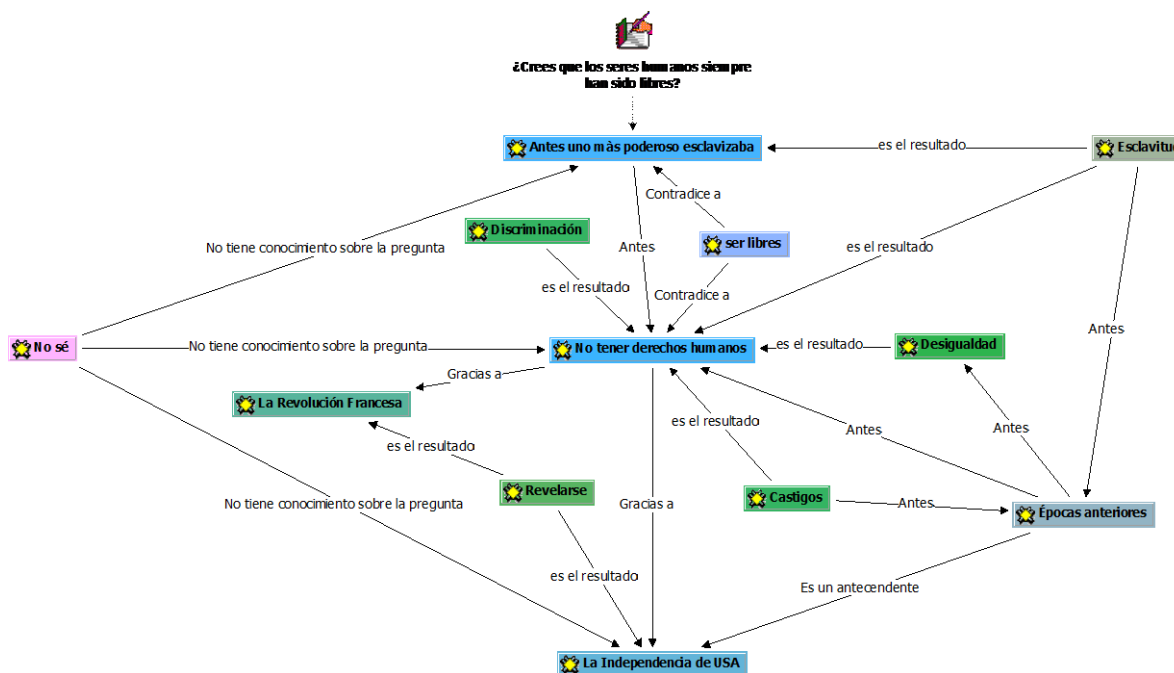 ¿Crees que los seres humanos siempre
han sido libres?
Antes uno màs poderoso esclavizaba
es el resultado
Esclavitud
Contradice a
Discriminación
No tiene conocimiento sobre la pregunta
Antes
ser libres
es el resultado
es el resultado
Contradice a
Antes
No sé
No tiene conocimiento sobre la pregunta
No tener derechos humanos
es el resultado
Desigualdad
Gracias a
La Revolución Francesa
es el resultado
Antes
Antes
es el resultado
Revelarse
No tiene conocimiento sobre la pregunta
Gracias a
Castigos
Antes
Épocas anteriores
es el resultado
Es un antecendente
La Independencia de USA